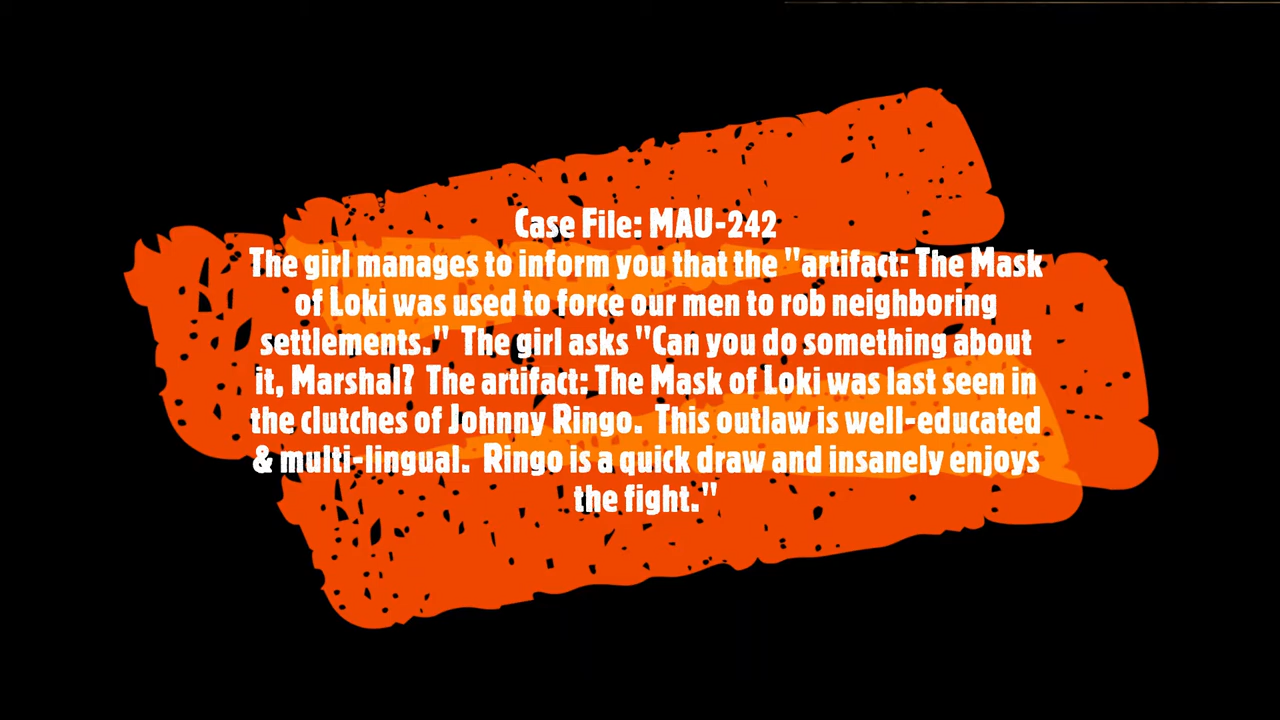 Case File: MAU-242
The girl manages to inform you that the "artifact: The Mask
of Loki was used to force our men to rob neighboring
settlements."  The girl asks "Can you do something about
it, Marshal?  The artifact: The Mask of Loki was last seen in
the clutches of Johnny Ringo.  This outlaw is well-educated
& multi-lingual.  Ringo is a quick draw and insanely enjoys
the fight."